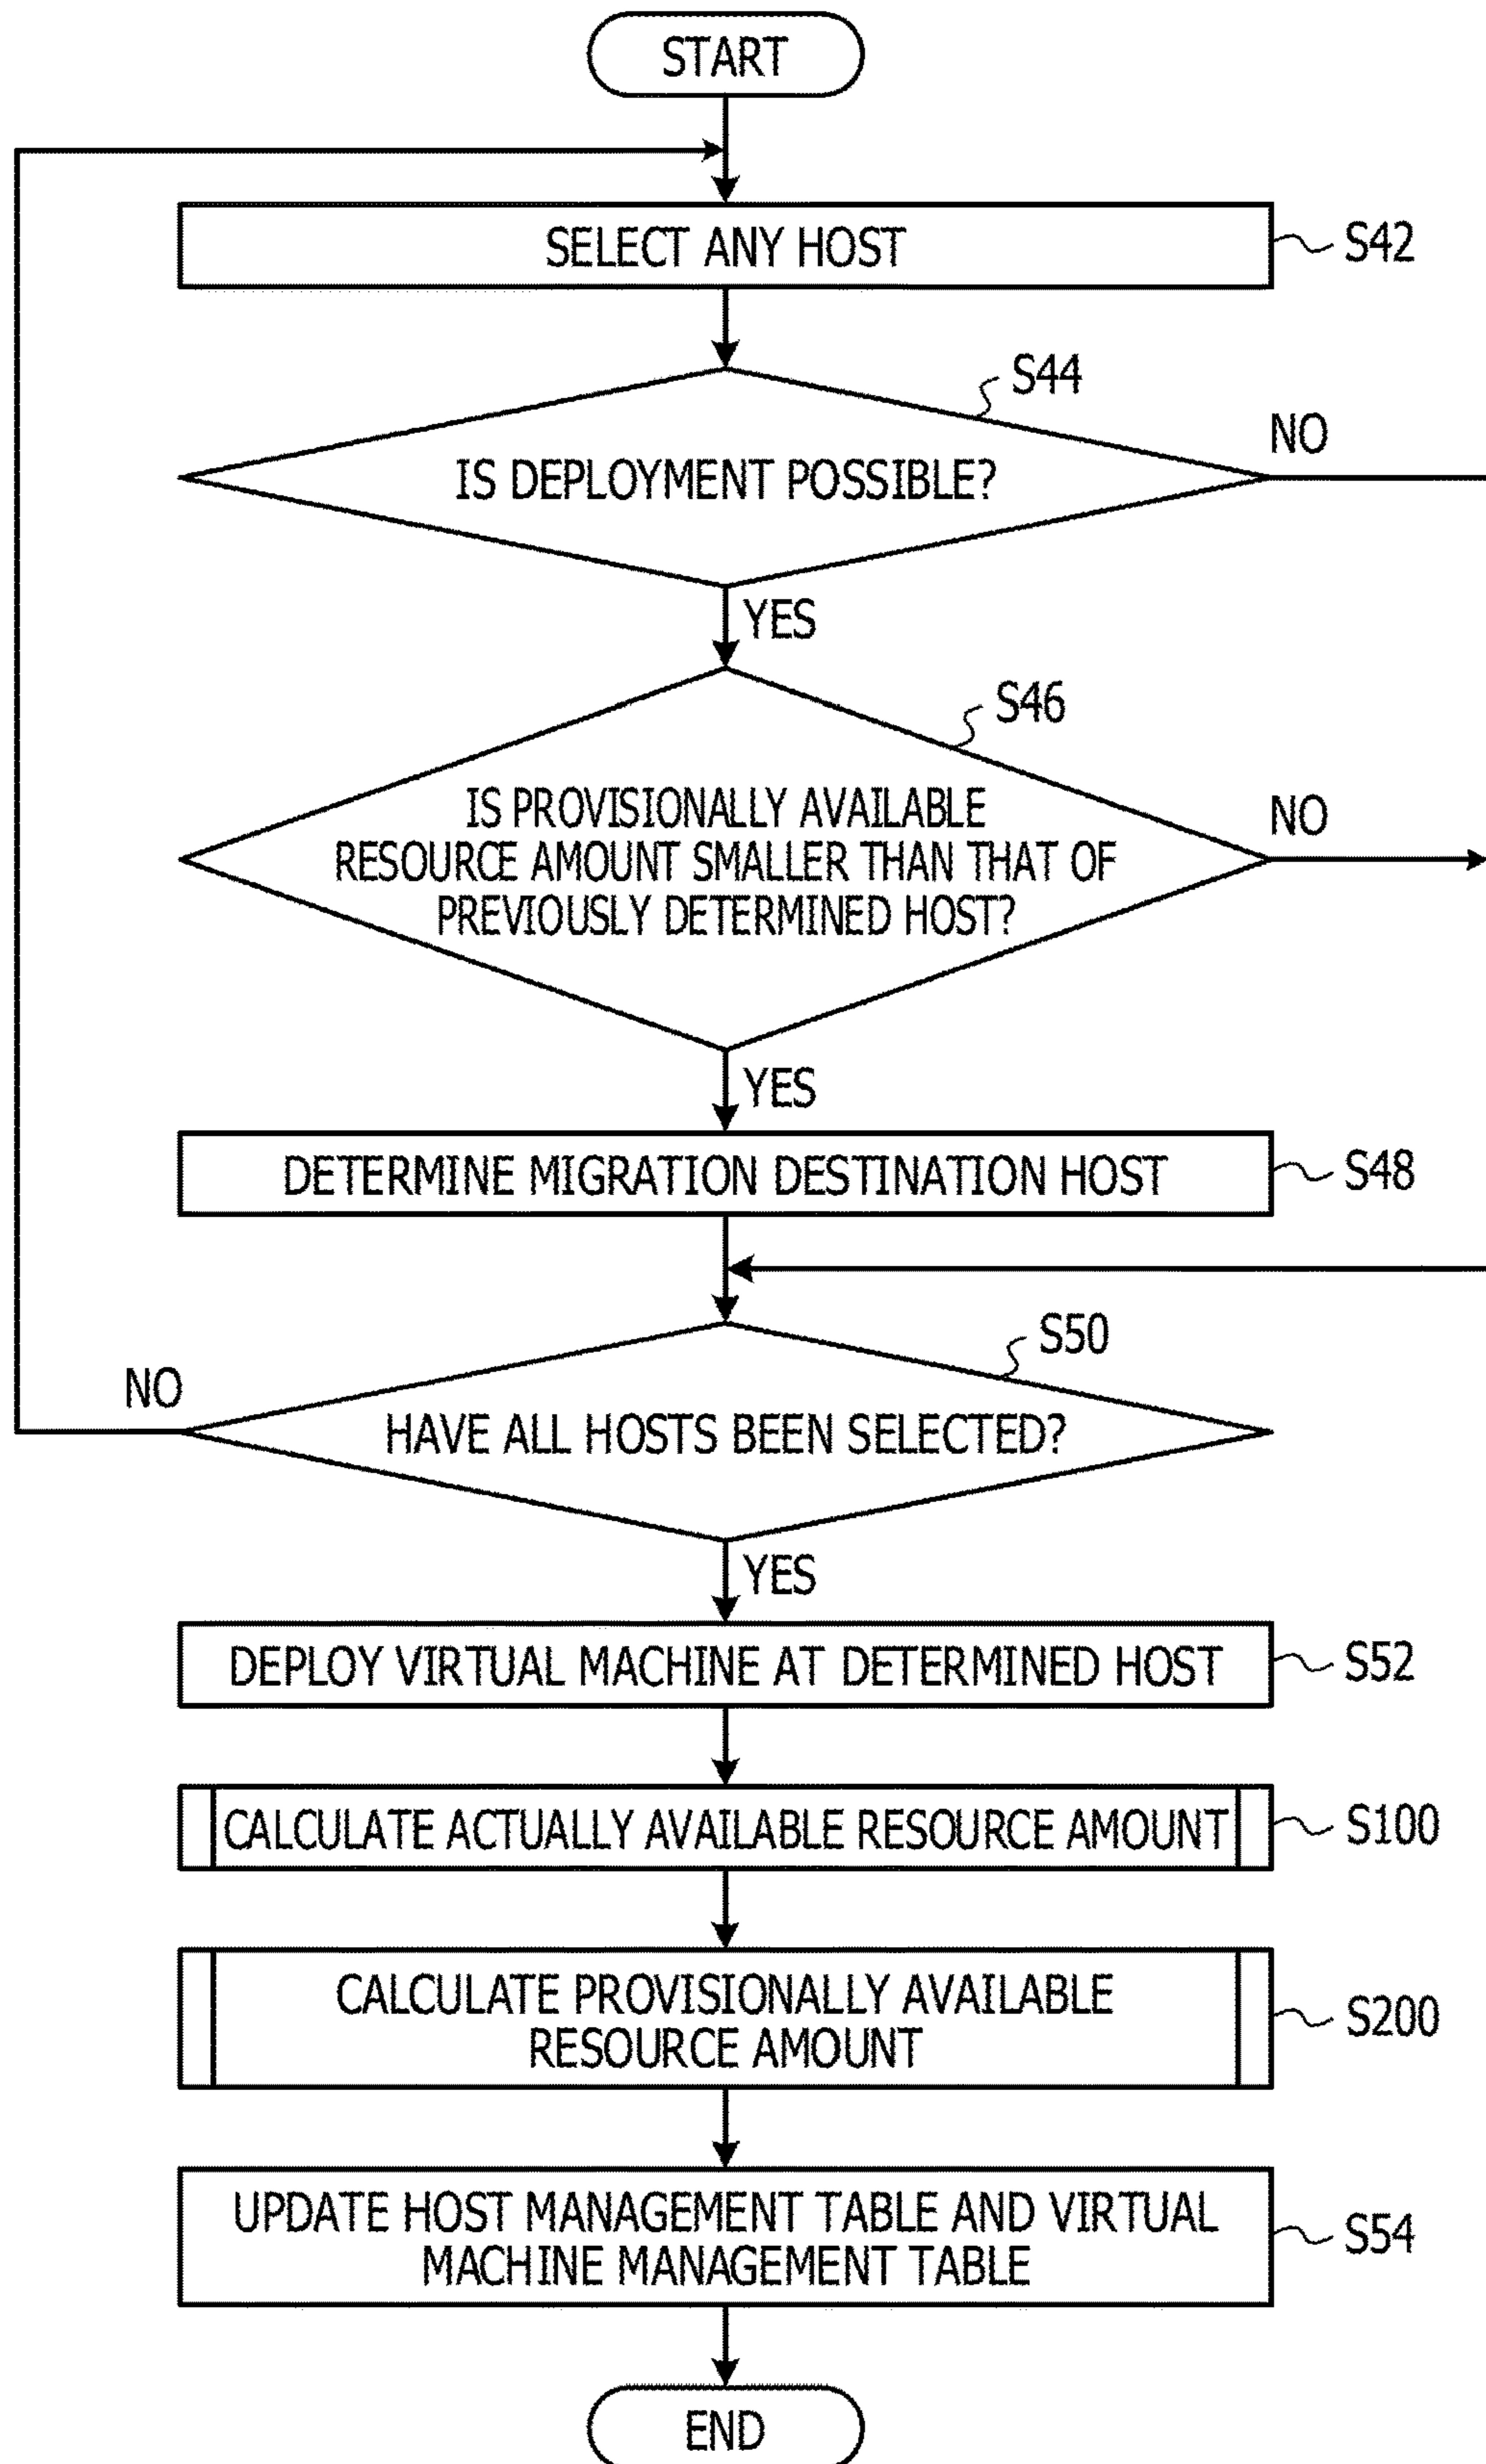 START
SELECT ANY HOST
S42
S44
IS DEPLOYMENT POSSIBLE?
NO
YES
S46
IS PROVISIONALLY AVAILABLE
RESOURCE AMOUNT SMALLER THAN THAT OF
PREVIOUSLY DETERMINED HOST?
NO
YES
DETERMINE MIGRATION DESTINATION HOST
S48
S50
NO
HAVE ALL HOSTS BEEN SELECTED?
YES
DEPLOY VIRTUAL MACHINE AT DETERMINED HOST
S52
CALCULATE ACTUALLY AVAILABLE RESOURCE AMOUNT
S100
CALCULATE PROVISIONALLY AVAILABLE
RESOURCE AMOUNT
S200
UPDATE HOST MANAGEMENT TABLE AND VIRTUAL
MACHINE MANAGEMENT TABLE
S54
END